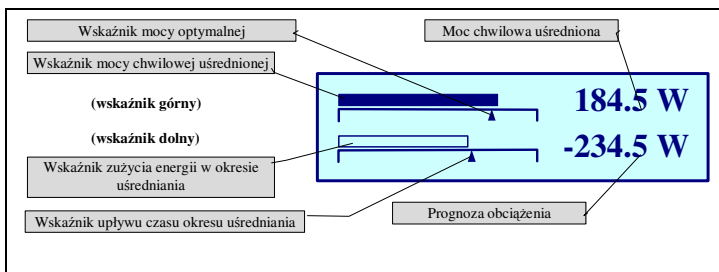 Wskaźnik mocy optymalnej
Moc chwilowa uśredniona
Wskaźnik mocy chwilowej uśrednionej
(wskaźnik górny)
184.5 W
(wskaźnik dolny)
-234.5 W
Wskaźnik zużycia energii w okresie
uśredniania
Wskaźnik upływu czasu okresu uśredniania
Prognoza obciążenia